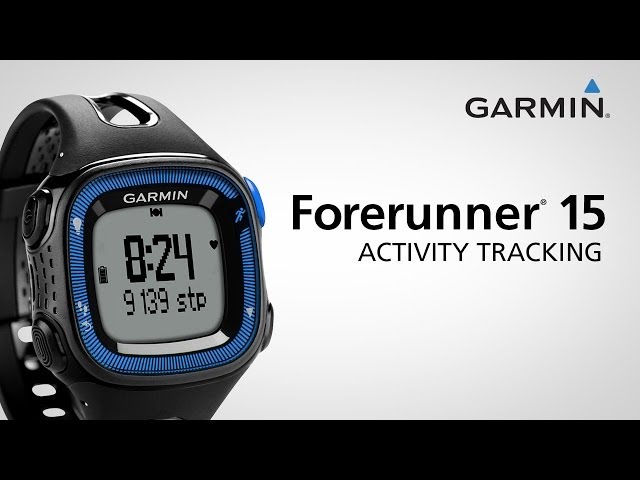 GARMIN
8:24
9 139 stp
GARMIN®
Forerunner® 15
ACTIVITY TRACKING